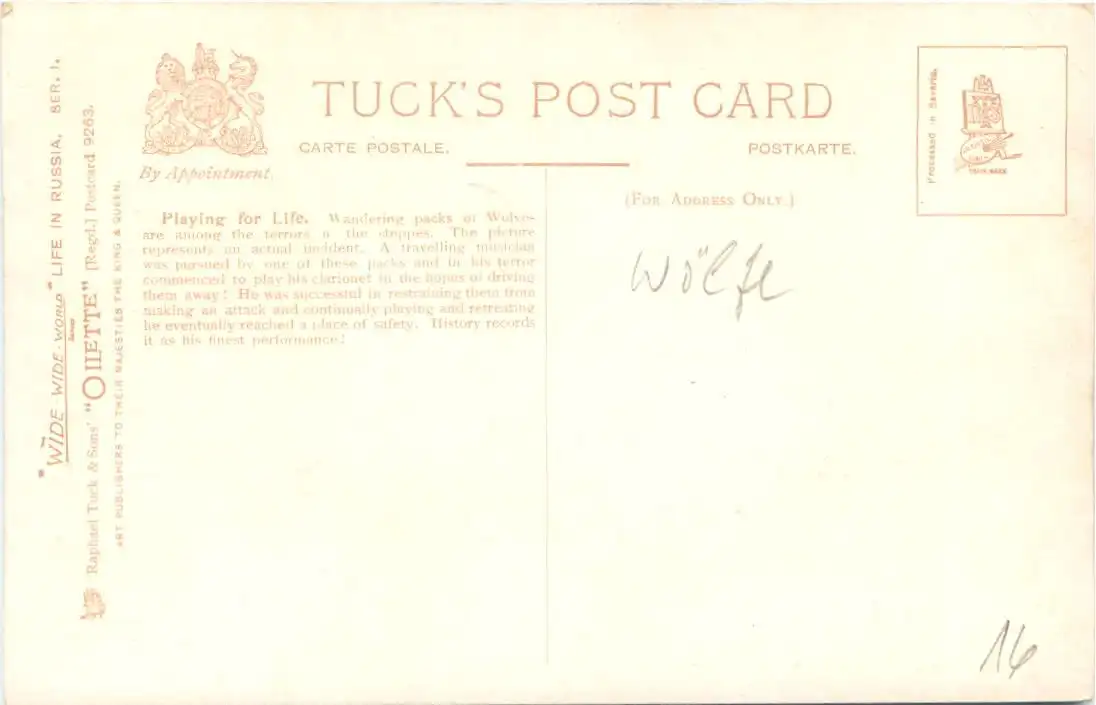 "WIDE-WIDE-WORLD" LIFE IN RUSSIA. SER. I.
Raphael Tuck & Sons' "OILETTE" [Regd.] Postcard 9263.
ART PUBLISHERS TO THEIR MAJESTIES THE KING & QUEEN.
By Appointment.
TUCK'S POST CARD
CARTE POSTALE.
POSTKARTE.
Playing for Life. Wandering packs of Wolves
are among the terrors of the steppes. The picture
represents an actual incident. A travelling musician
was pursued by one of these packs and in his terror
commenced to play his clarionet in the hopes of driving
them away! He was successful in restraining them from
making an attack and continually playing and retreating
he eventually reached a place of safety. History records
it as his finest performance!
(FOR ADDRESS ONLY.)
Processed in Bavaria.
TRADE MARK
Wölfe
16